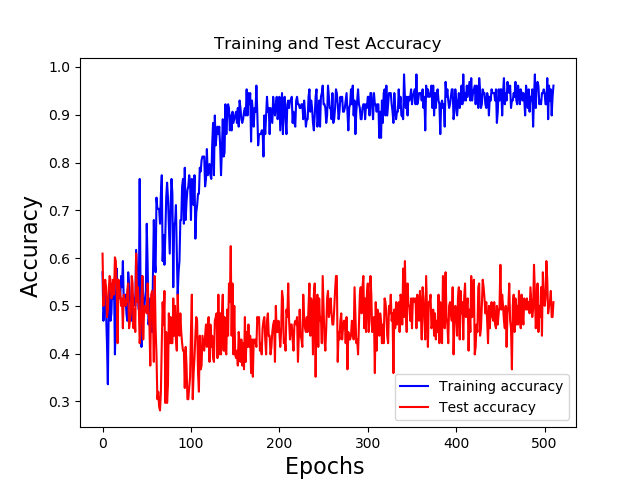 Training and Test Accuracy
1.0
0.9
0.8
0.7
0.6
0.5
0.4
0.3
Accuracy
0 100 200 300 400 500
Epochs
Training accuracy
Test accuracy